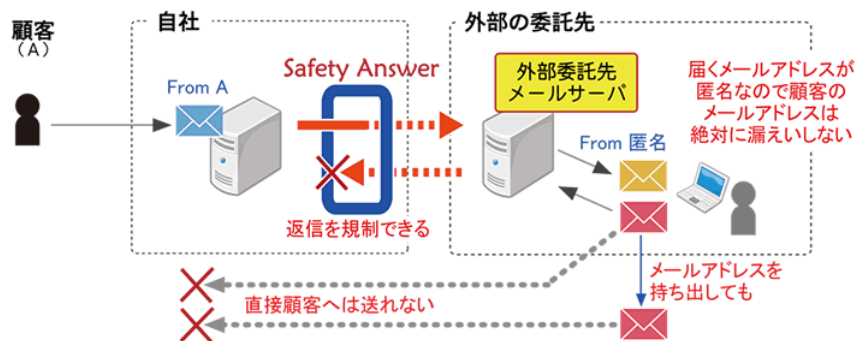 顧客
（A）
自社
From A
Safety Answer
返信を規制できる
外部の委託先
外部委託先
メールサーバ
From 匿名
届くメールアドレスが
匿名なので顧客の
メールアドレスは
絶対に漏えいしない
メールアドレスを
持ち出しても
直接顧客へは送れない